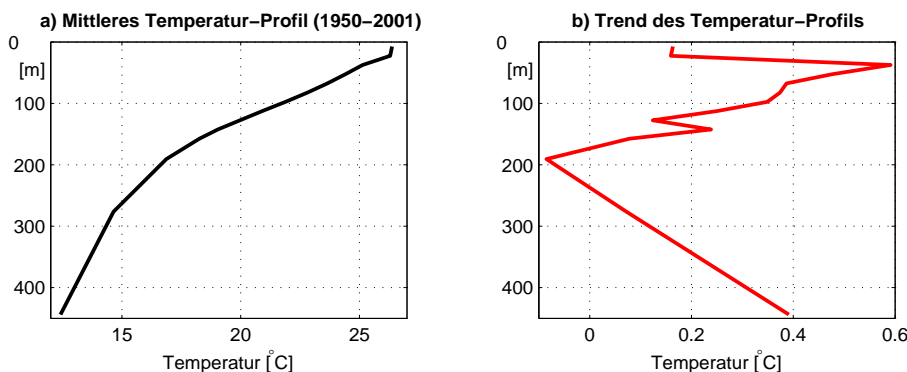 a) Mittleres Temperatur−Profil (1950−2001)
0
[m]
100
200
300
400
15 20 25
Temperatur [°C]
b) Trend des Temperatur−Profils
0
[m]
100
200
300
400
0 0.2 0.4 0.6
Temperatur [°C]